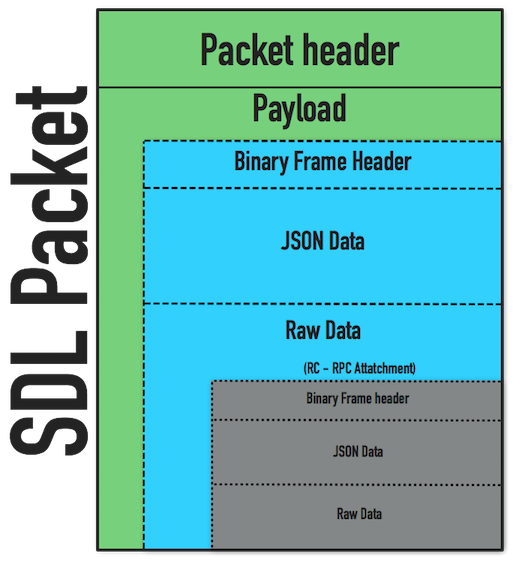 SDL Packet
Packet header
Payload
Binary Frame Header
JSON Data
Raw Data
(RC - RPC Attatchment)
Binary Frame header
JSON Data
Raw Data